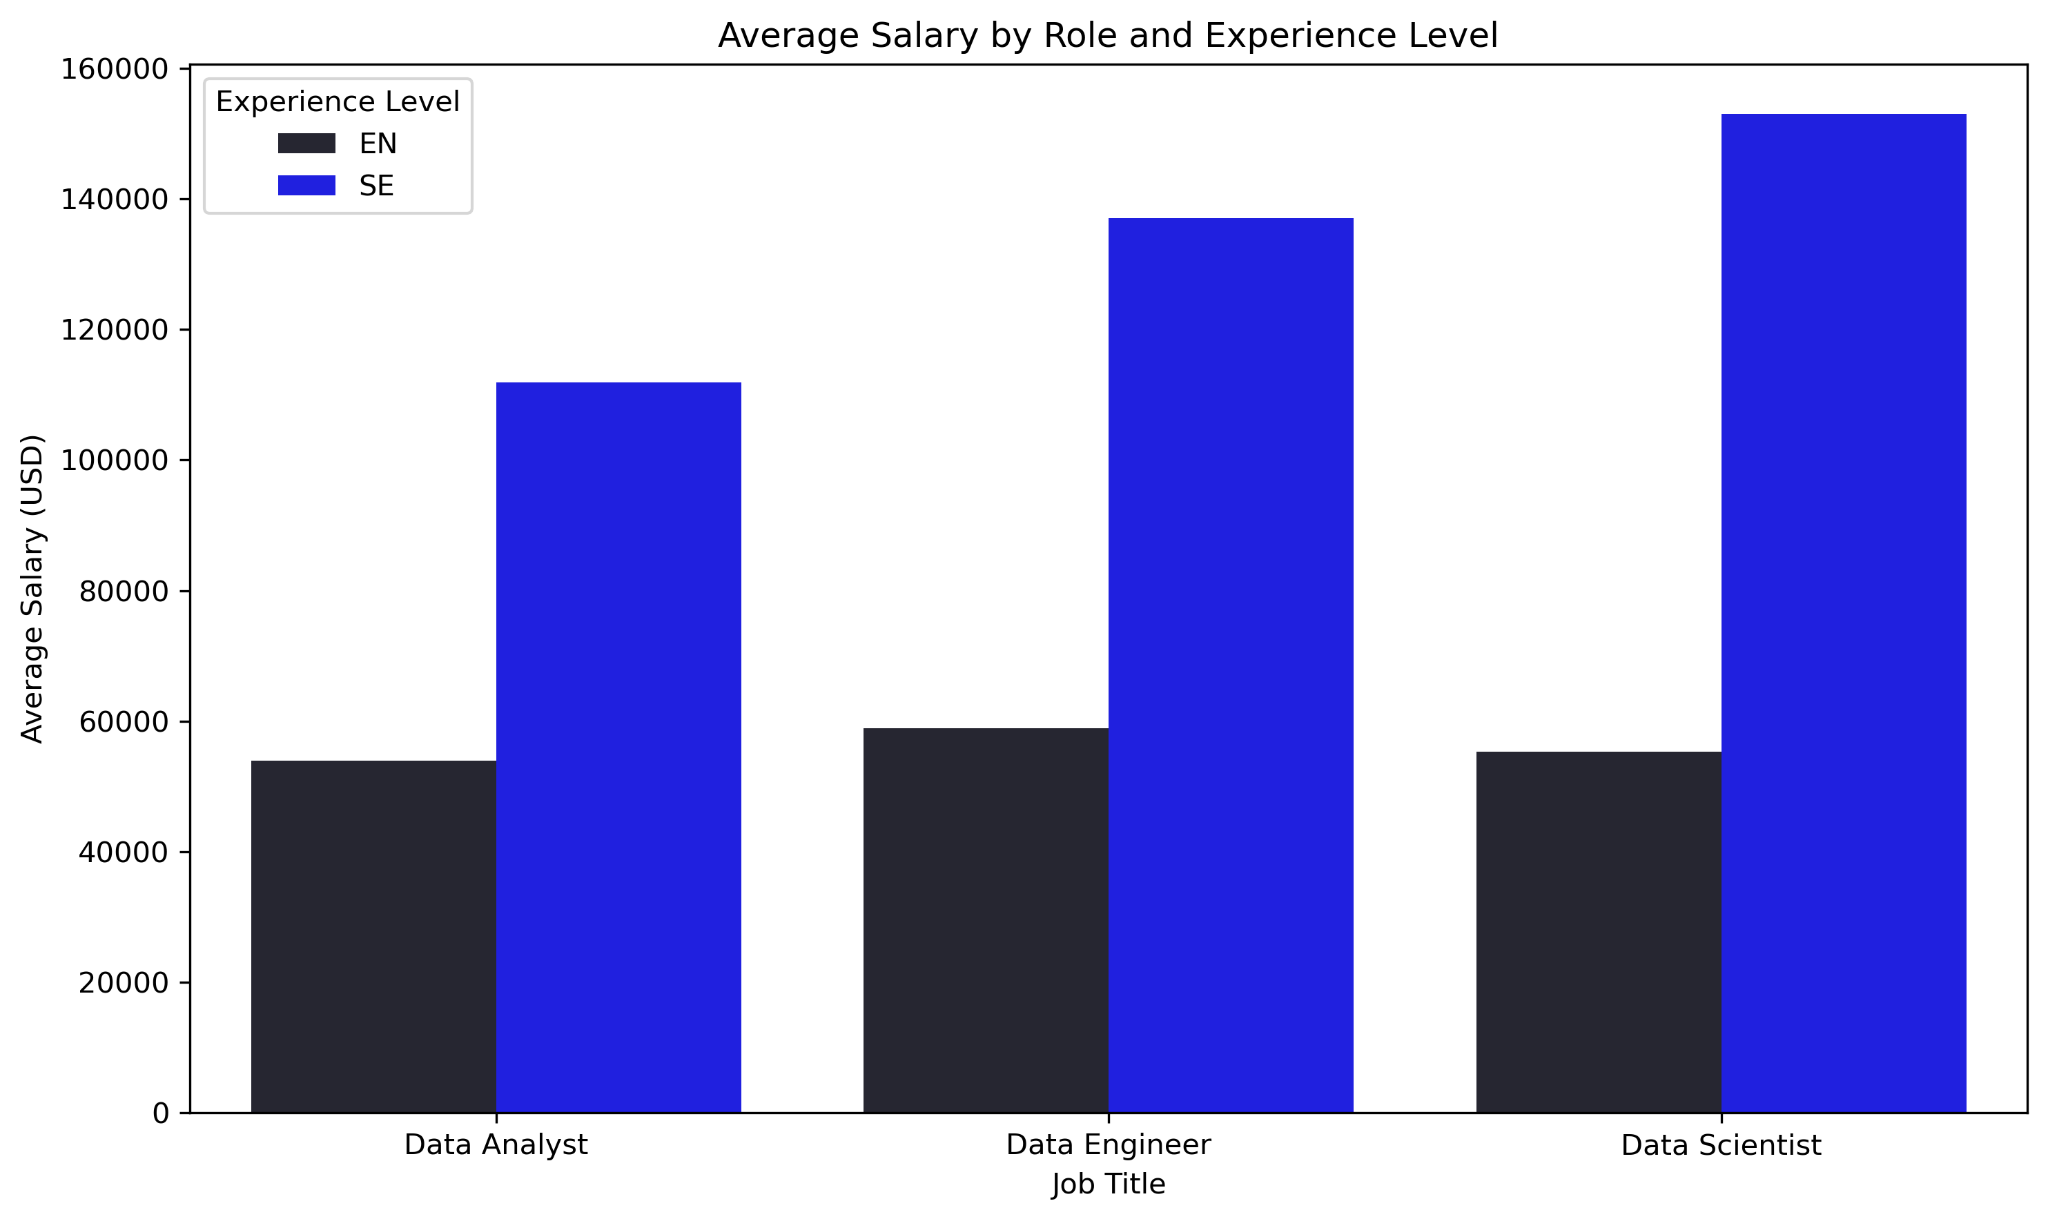 Average Salary by Role and Experience Level
160000
140000
120000
100000
80000
60000
40000
20000
0
Average Salary (USD)
Experience Level
EN
SE
Data Analyst
Data Engineer
Data Scientist
Job Title